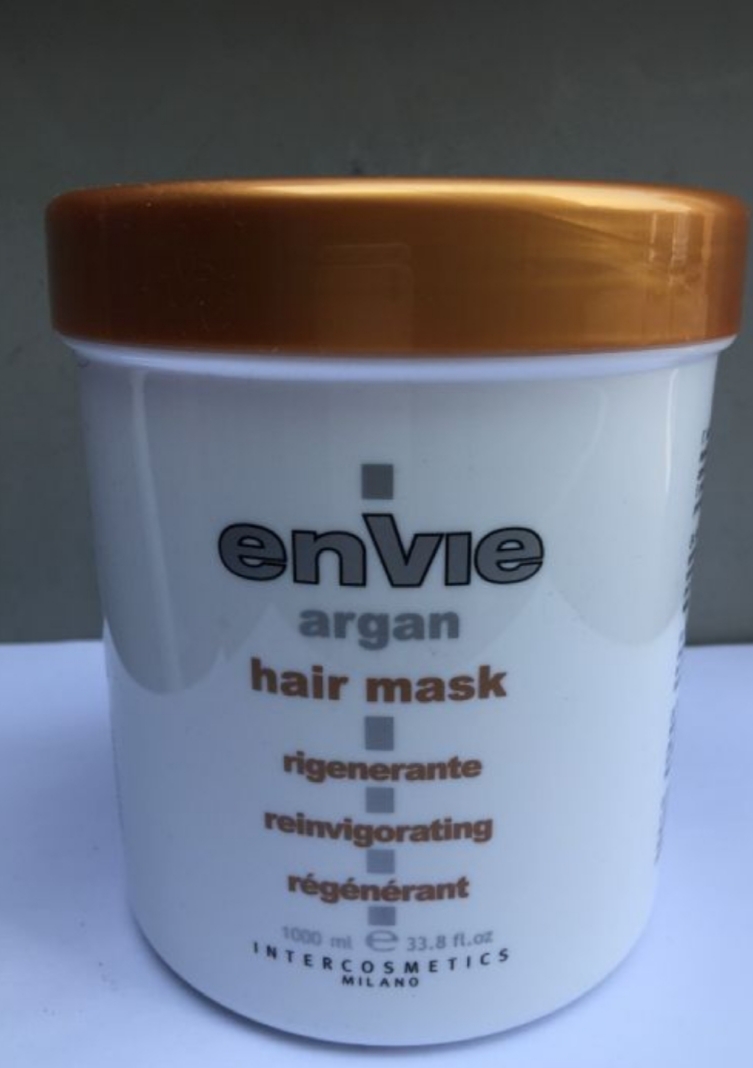 enVie
argan
hair mask
rigenerante
reinvigorating
régénérant
1000 ml e 33.8 fl.oz
INTERCOSMETICS
MILANO